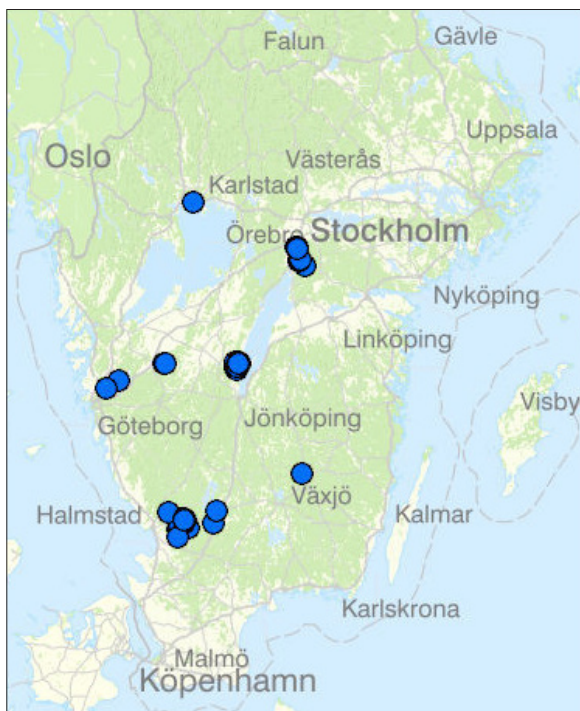 Falun
Gävle
Uppsala
Oslo
Västerås
Karlstad
Örebro
Stockholm
Nyköping
Linköping
Visby
Göteborg
Jönköping
Växjö
Halmstad
Kalmar
Karlskrona
Malmö
Köpenhamn